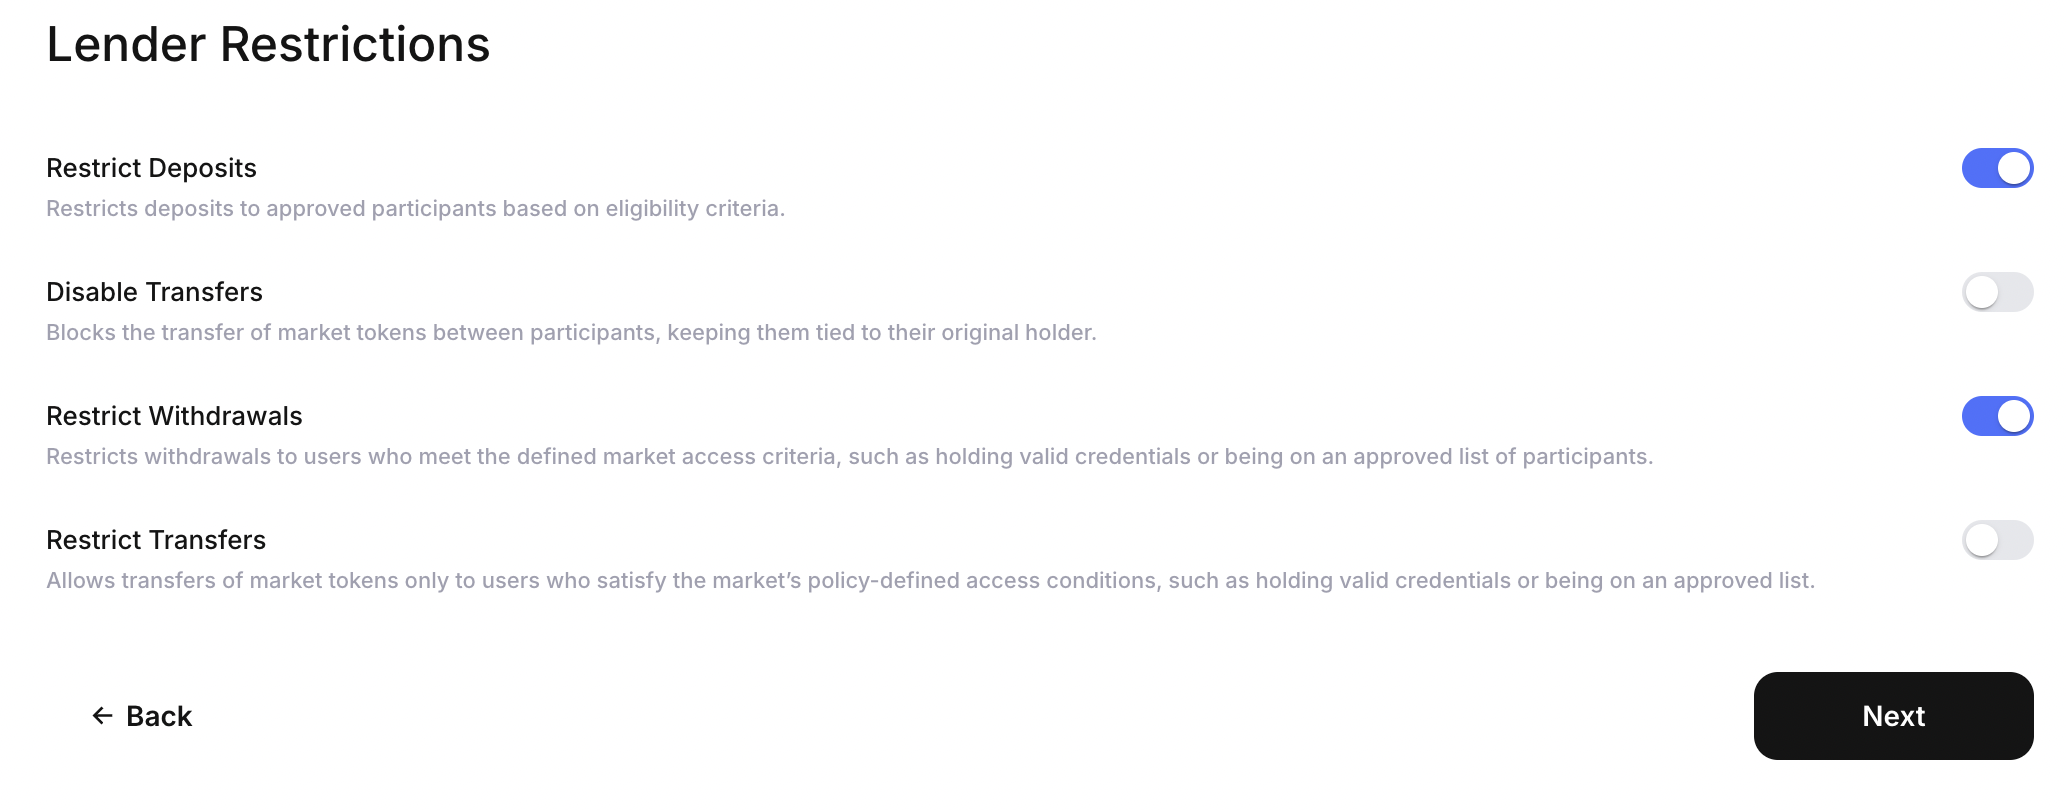 Lender Restrictions
Restrict Deposits
Restricts deposits to approved participants based on eligibility criteria.
Disable Transfers
Blocks the transfer of market tokens between participants, keeping them tied to their original holder.
Restrict Withdrawals
Restricts withdrawals to users who meet the defined market access criteria, such as holding valid credentials or being on an approved list of participants.
Restrict Transfers
Allows transfers of market tokens only to users who satisfy the market’s policy-defined access conditions, such as holding valid credentials or being on an approved list.
← Back
Next